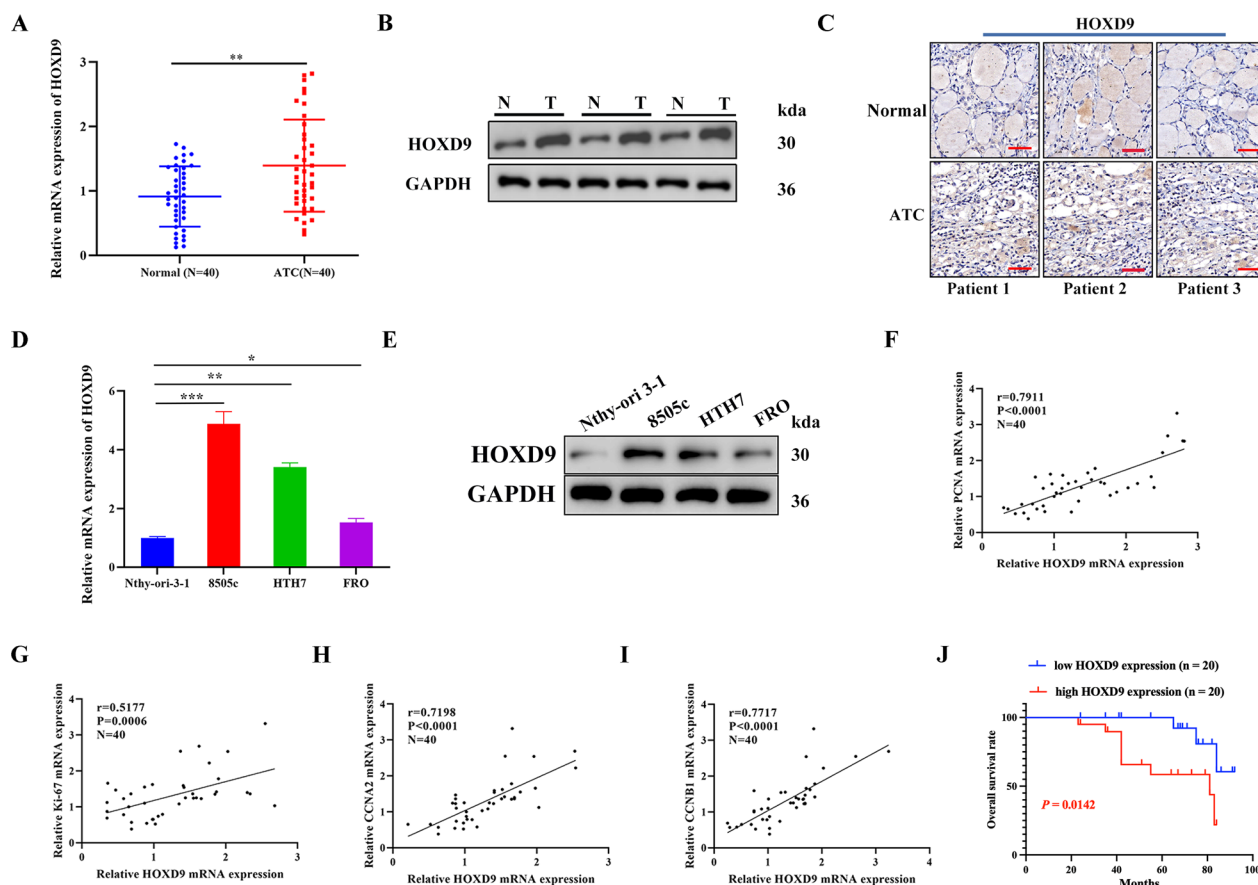 A
Relative mRNA expression of HOXD9
3
2
1
0
**
Normal (N=40)
ATC(N=40)
B
N T N T N T
kda
HOXD9
30
GAPDH
36
C
HOXD9
Normal
ATC
Patient 1
Patient 2
Patient 3
D
Relative mRNA expression of HOXD9
6
4
2
0
*
**
***
Nthy-ori-3-1
8505c
HTH7
FRO
E
Nthy-ori 3-1
8505c
HTH7
FRO
kda
HOXD9
30
GAPDH
36
F
Relative PCNA mRNA expression
4
3
2
1
0
r=0.7911
P<0.0001
N=40
0 1 2 3
Relative HOXD9 mRNA expression
G
Relative Ki-67 mRNA expression
4
3
2
1
0
r=0.5177
P=0.0006
N=40
0 1 2 3
Relative HOXD9 mRNA expression
H
Relative CCNA2 mRNA expression
4
3
2
1
0
r=0.7198
P<0.0001
N=40
0 1 2 3
Relative HOXD9 mRNA expression
I
Relative CCNB1 mRNA expression
4
3
2
1
0
r=0.7717
P<0.0001
N=40
0 1 2 3 4
Relative HOXD9 mRNA expression
J
low HOXD9 expression (n = 20)
high HOXD9 expression (n = 20)
Overall survival rate
100
50
0
P = 0.0142
0 20 40 60 80 100
Months